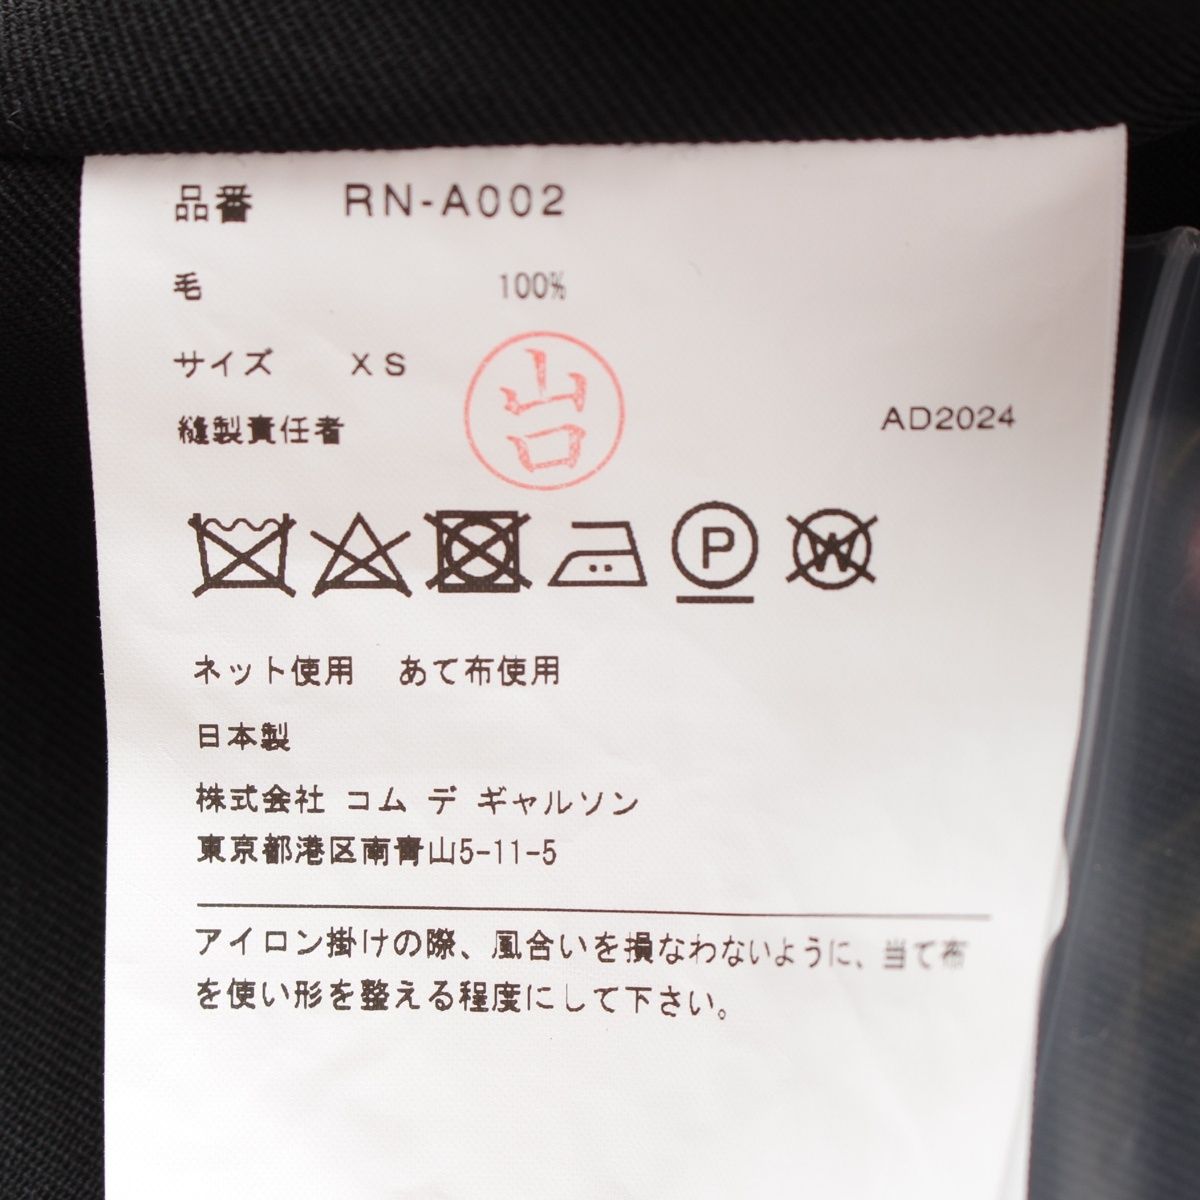 品番 RN-A002
毛 100%
サイズ XS
山口
縫製責任者
AD2024
P
W
ネット使用 あて布使用
日本製
株式会社 コム デ ギャルソン
東京都港区南青山5-11-5
アイロン掛けの際、風合いを損なわないように、当て布
を使い形を整える程度にして下さい。